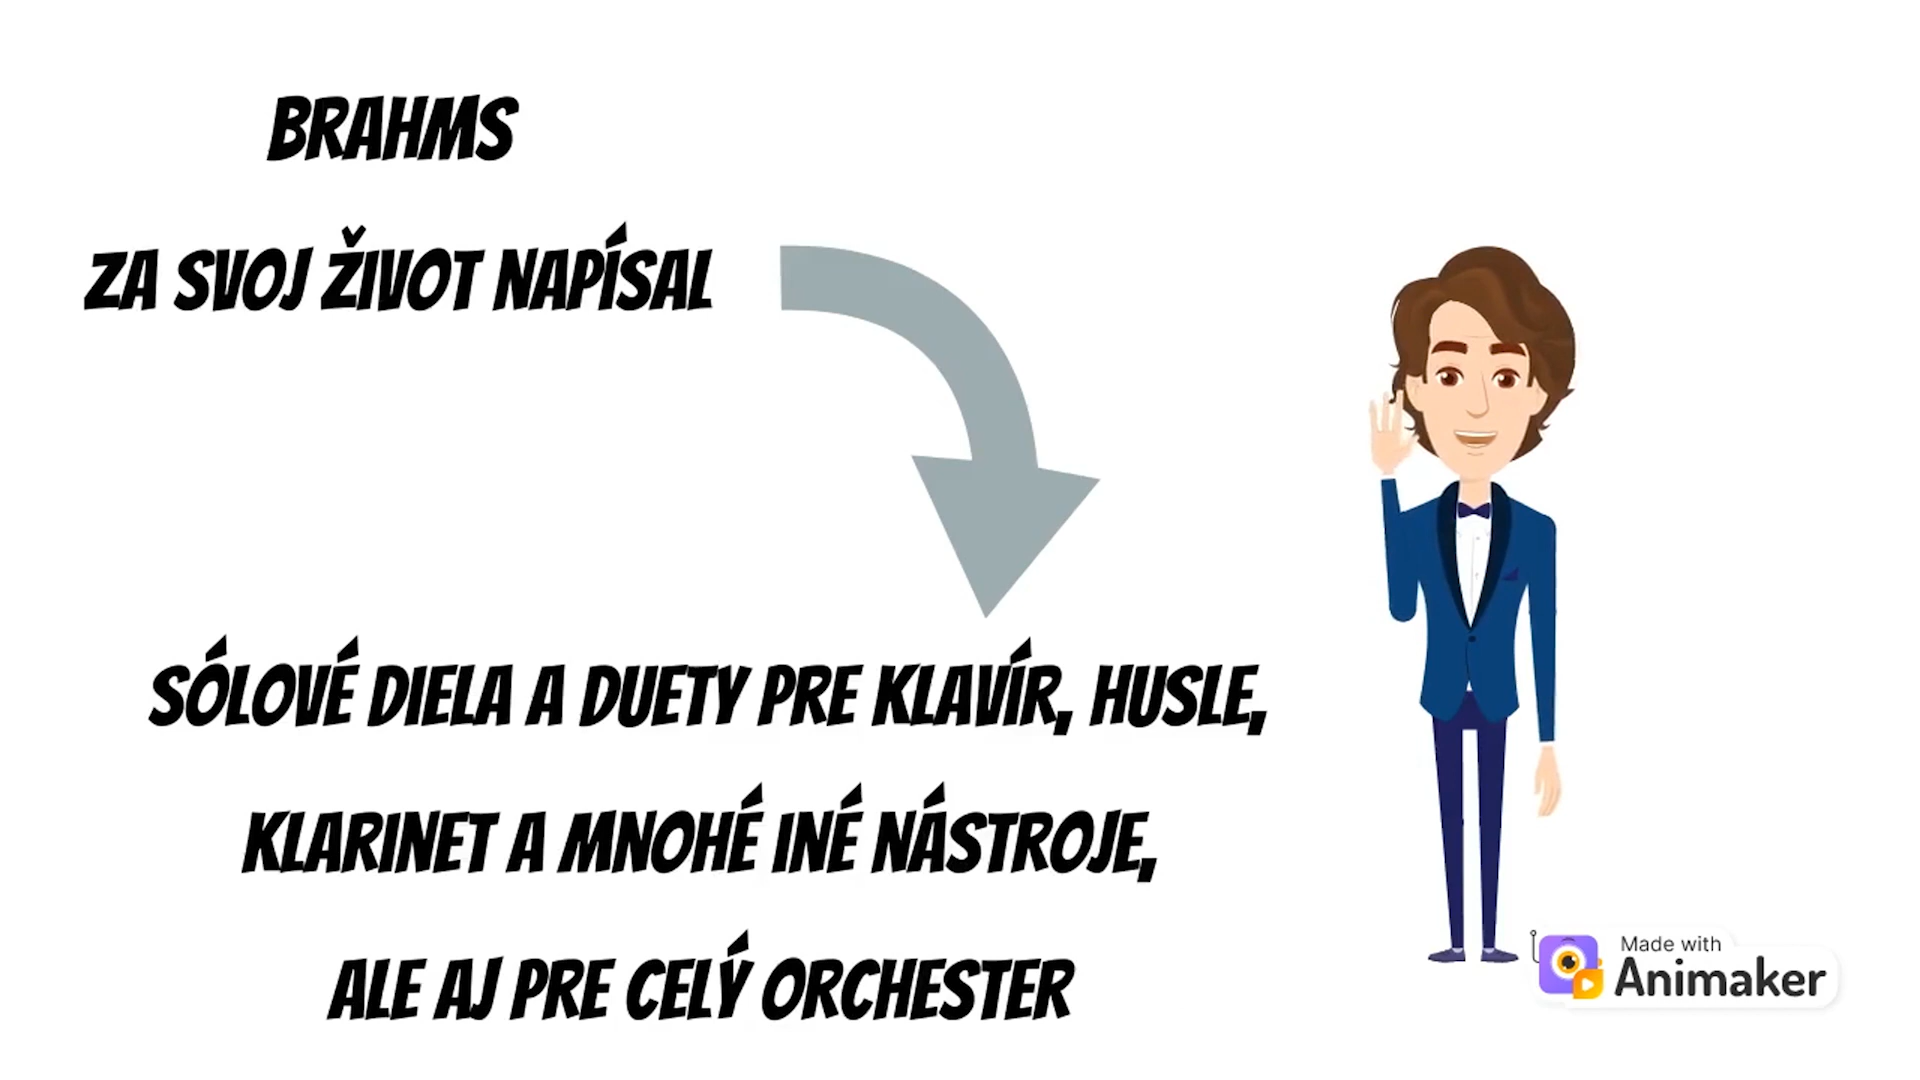 BRAHMS
ZA SVOJ ŽIVOT NAPÍSAL
SÓLOVÉ DIELA A DUETY PRE KLAVÍR, HUSLE,
KLARINET A MNOHÉ INÉ NÁSTROJE,
ALE AJ PRE CELÝ ORCHESTER
Made with
Animaker